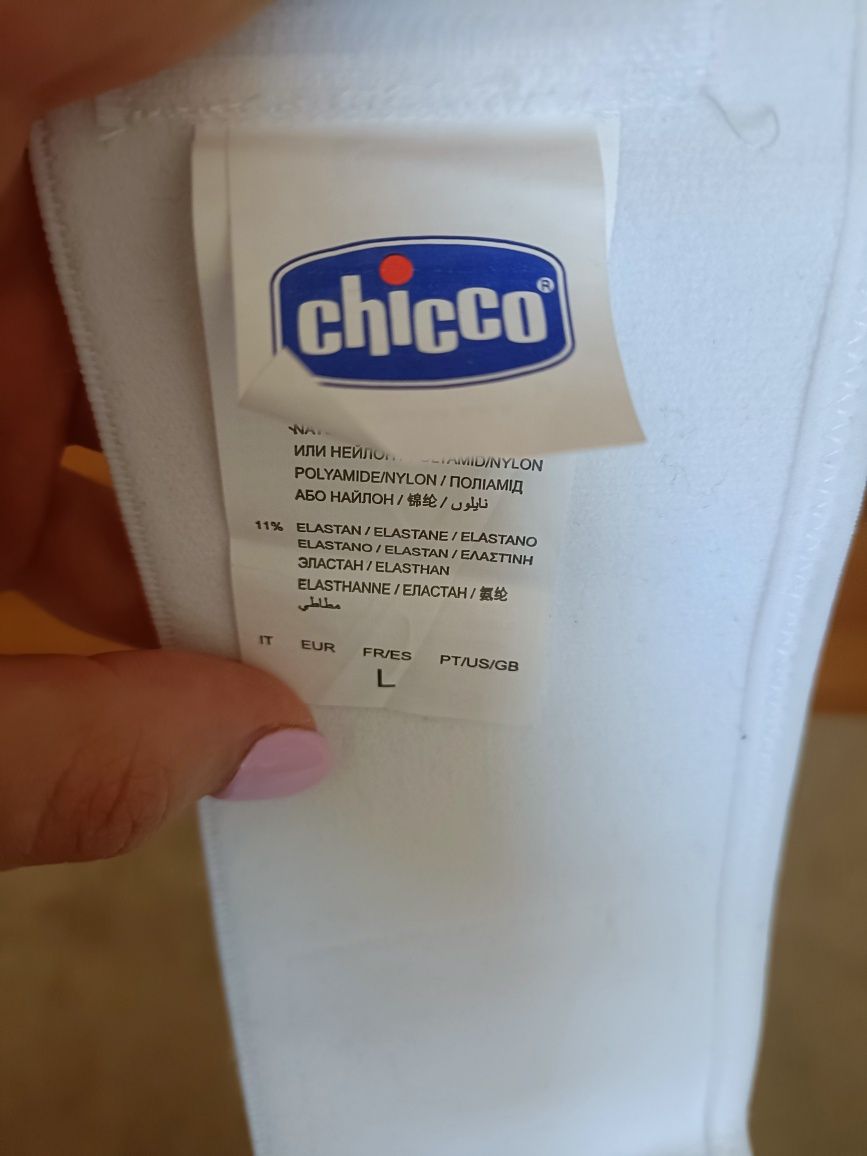 chicco®
ИЛИ НЕЙЛОН
POLYAMIDE/NYLON / ПОЛІАМІД
АБО НАЙЛОН / 锦纶 / نايلون
11% ELASTAN / ELASTANE / ELASTANO
ELASTANO / ELASTAN / ΕΛΑΣΤΊΝΗ
ЭЛАСТАН / ELASTHAN
ELASTHANNE / ЕЛАСТАН / 氨纶
مطاطي
IT EUR FR/ES PT/US/GB
L